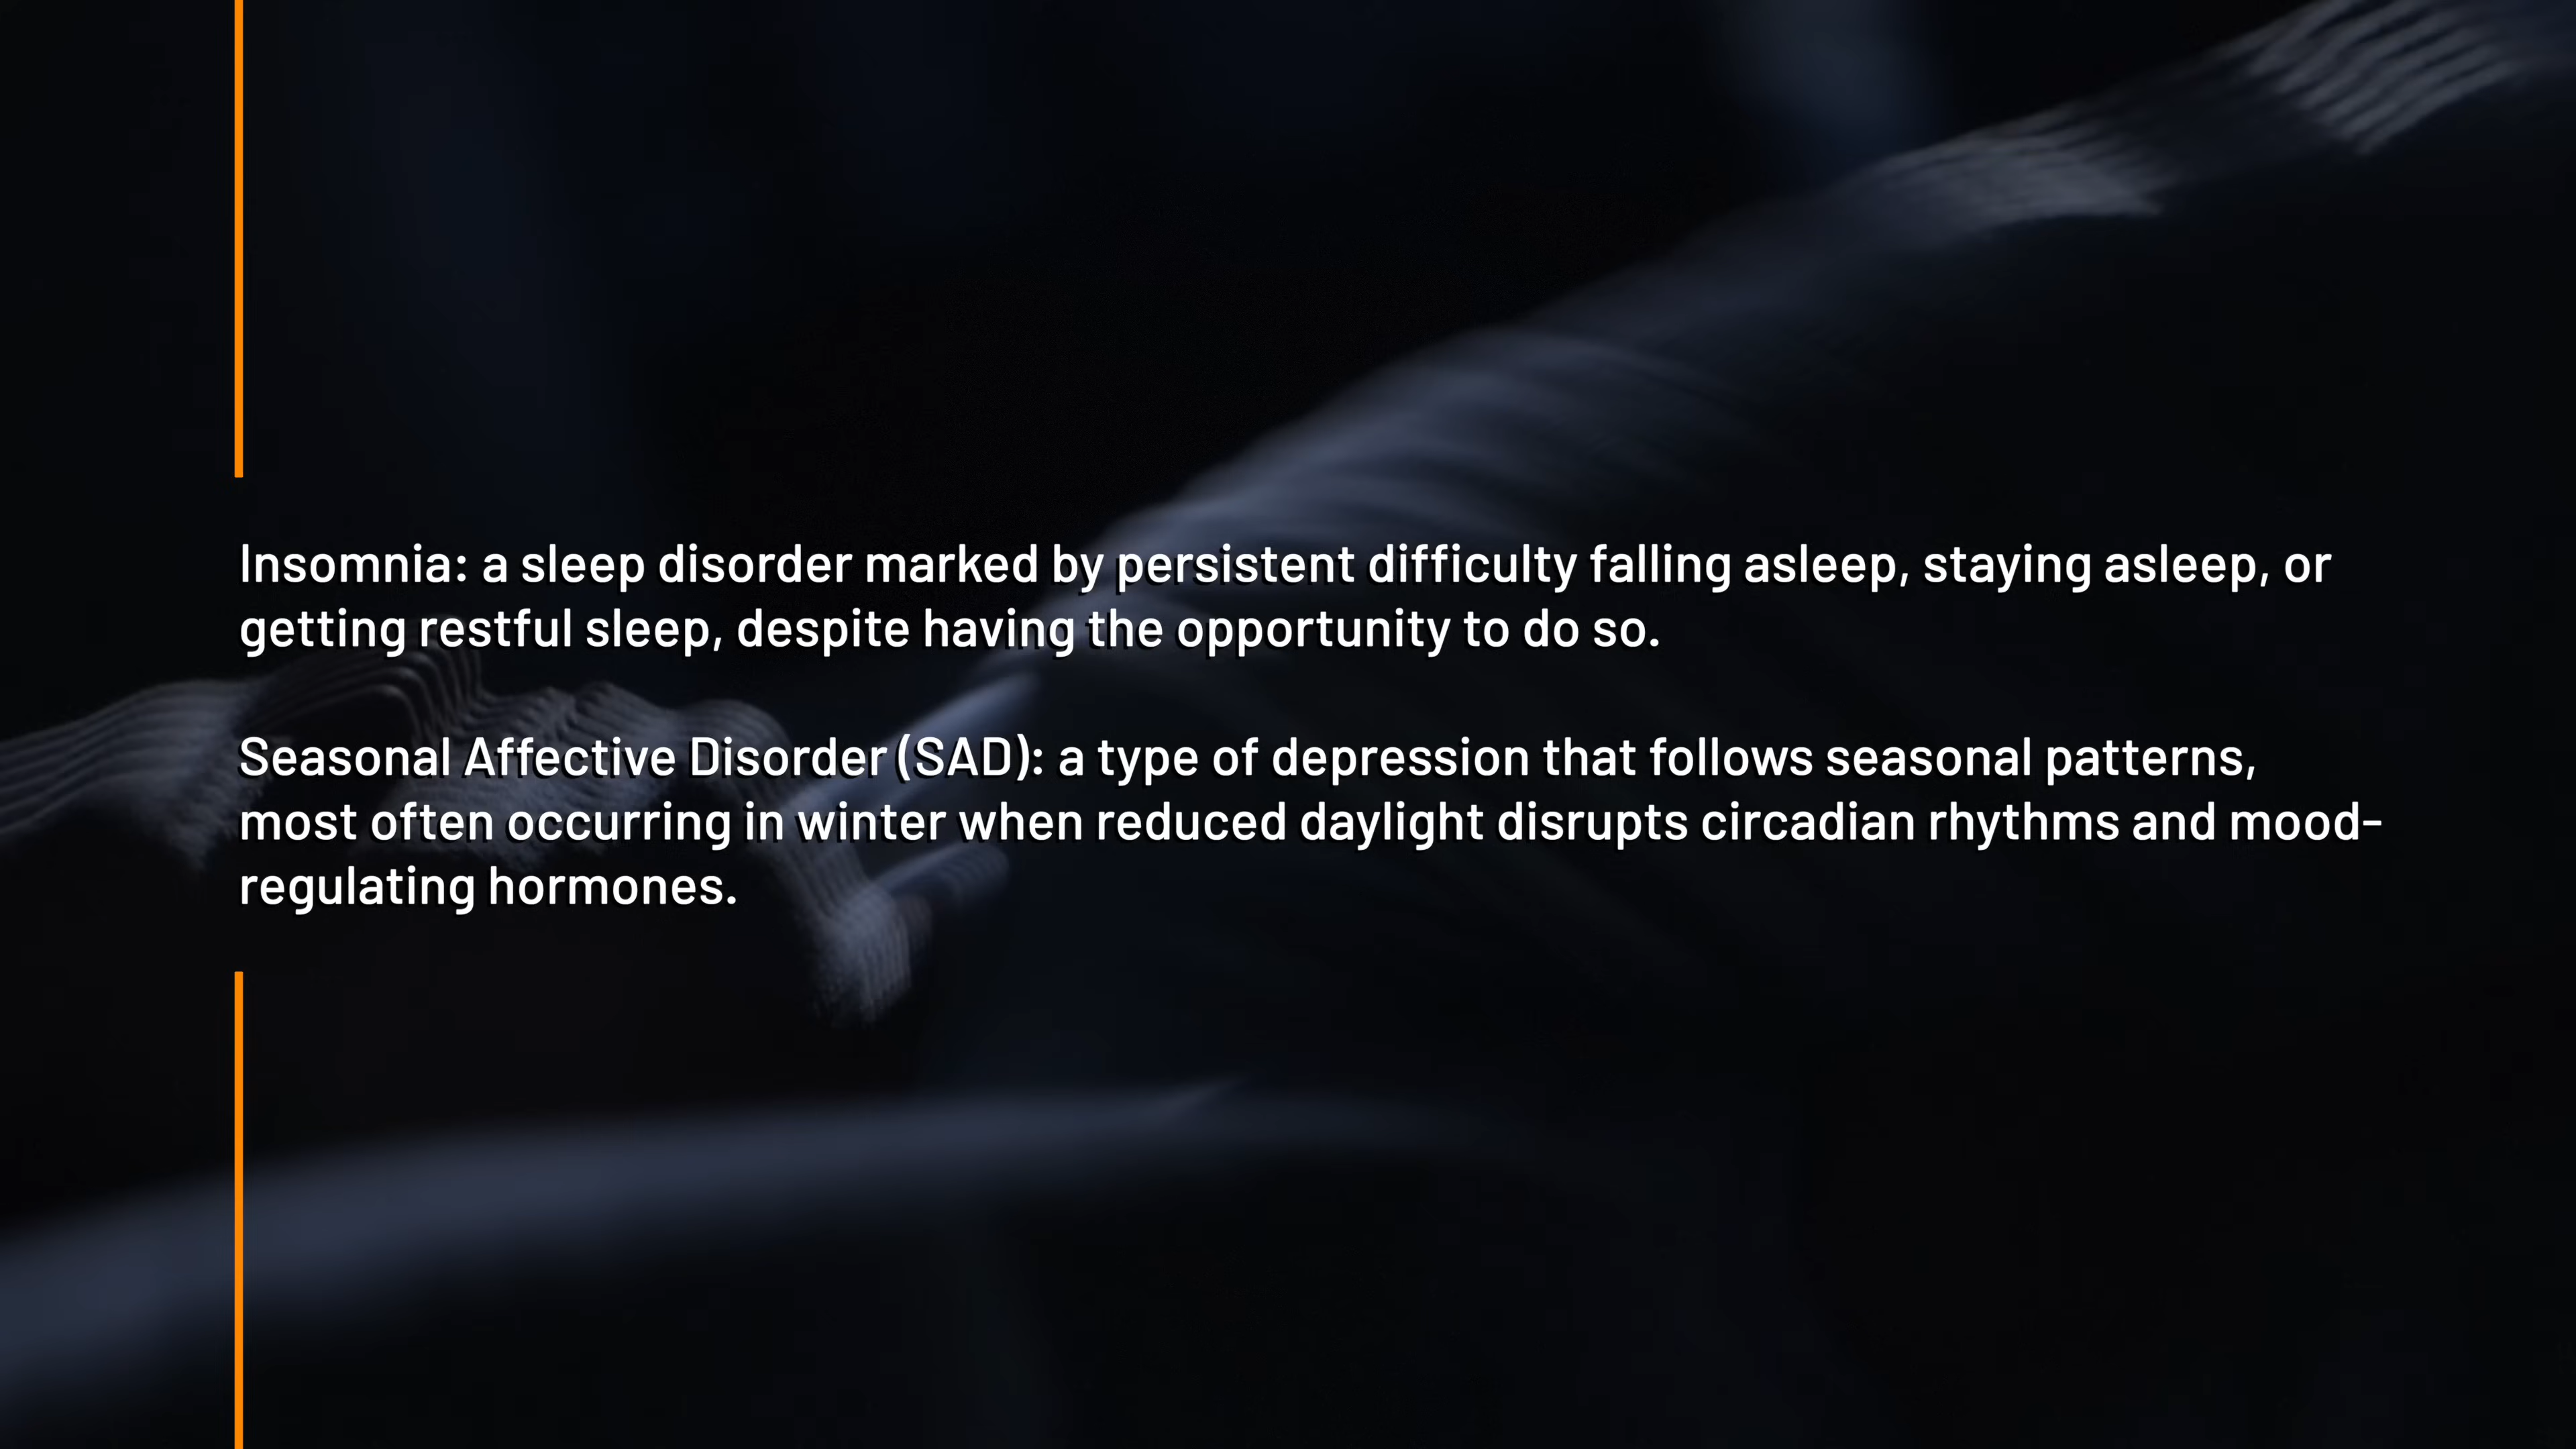 Insomnia: a sleep disorder marked by persistent difficulty falling asleep, staying asleep, or
getting restful sleep, despite having the opportunity to do so.
Seasonal Affective Disorder (SAD): a type of depression that follows seasonal patterns,
most often occurring in winter when reduced daylight disrupts circadian rhythms and mood-
regulating hormones.